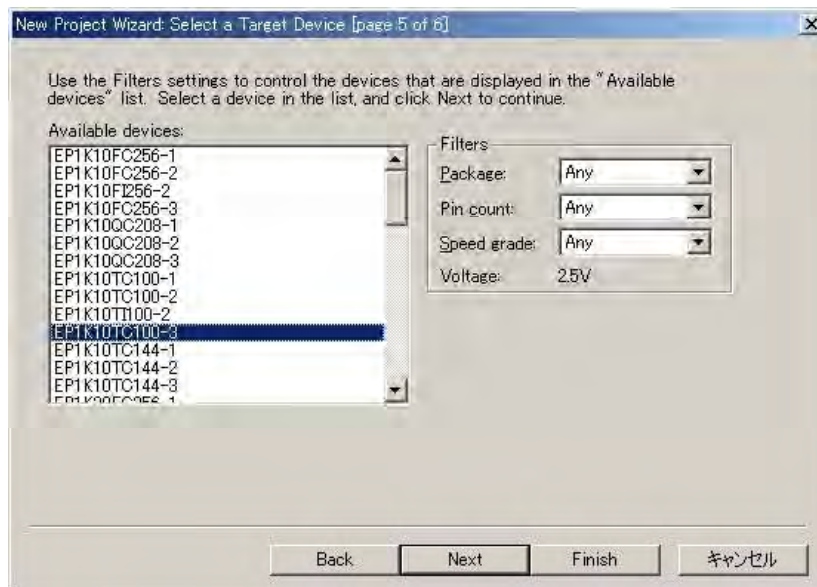 New Project Wizard: Select a Target Device [page 5 of 6]
Use the Filters settings to control the devices that are displayed in the "Available
devices" list. Select a device in the list, and click Next to continue.
Available devices:
EP1K10FC256-1
EP1K10FC256-2
EP1K10FI256-2
EP1K10FC256-3
EP1K10QC208-1
EP1K10QC208-2
EP1K10QC208-3
EP1K10TC100-1
EP1K10TC100-2
EP1K10TI100-2
EP1K10TC100-3
EP1K10TC144-1
EP1K10TC144-2
EP1K10TC144-3
Filters
Package: Any
Pin count: Any
Speed grade: Any
Voltage: 2.5V
Back
Next
Finish
キャンセル